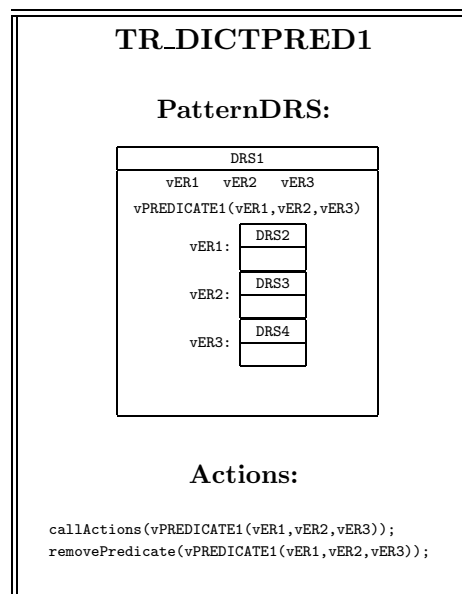 TR_DICTPRED1
PatternDRS:
DRS1
vER1 vER2 vER3
vPREDICATE1(vER1,vER2,vER3)
DRS2
vER1:
DRS3
vER2:
DRS4
vER3:
Actions:
callActions(vPREDICATE1(vER1,vER2,vER3));
removePredicate(vPREDICATE1(vER1,vER2,vER3));